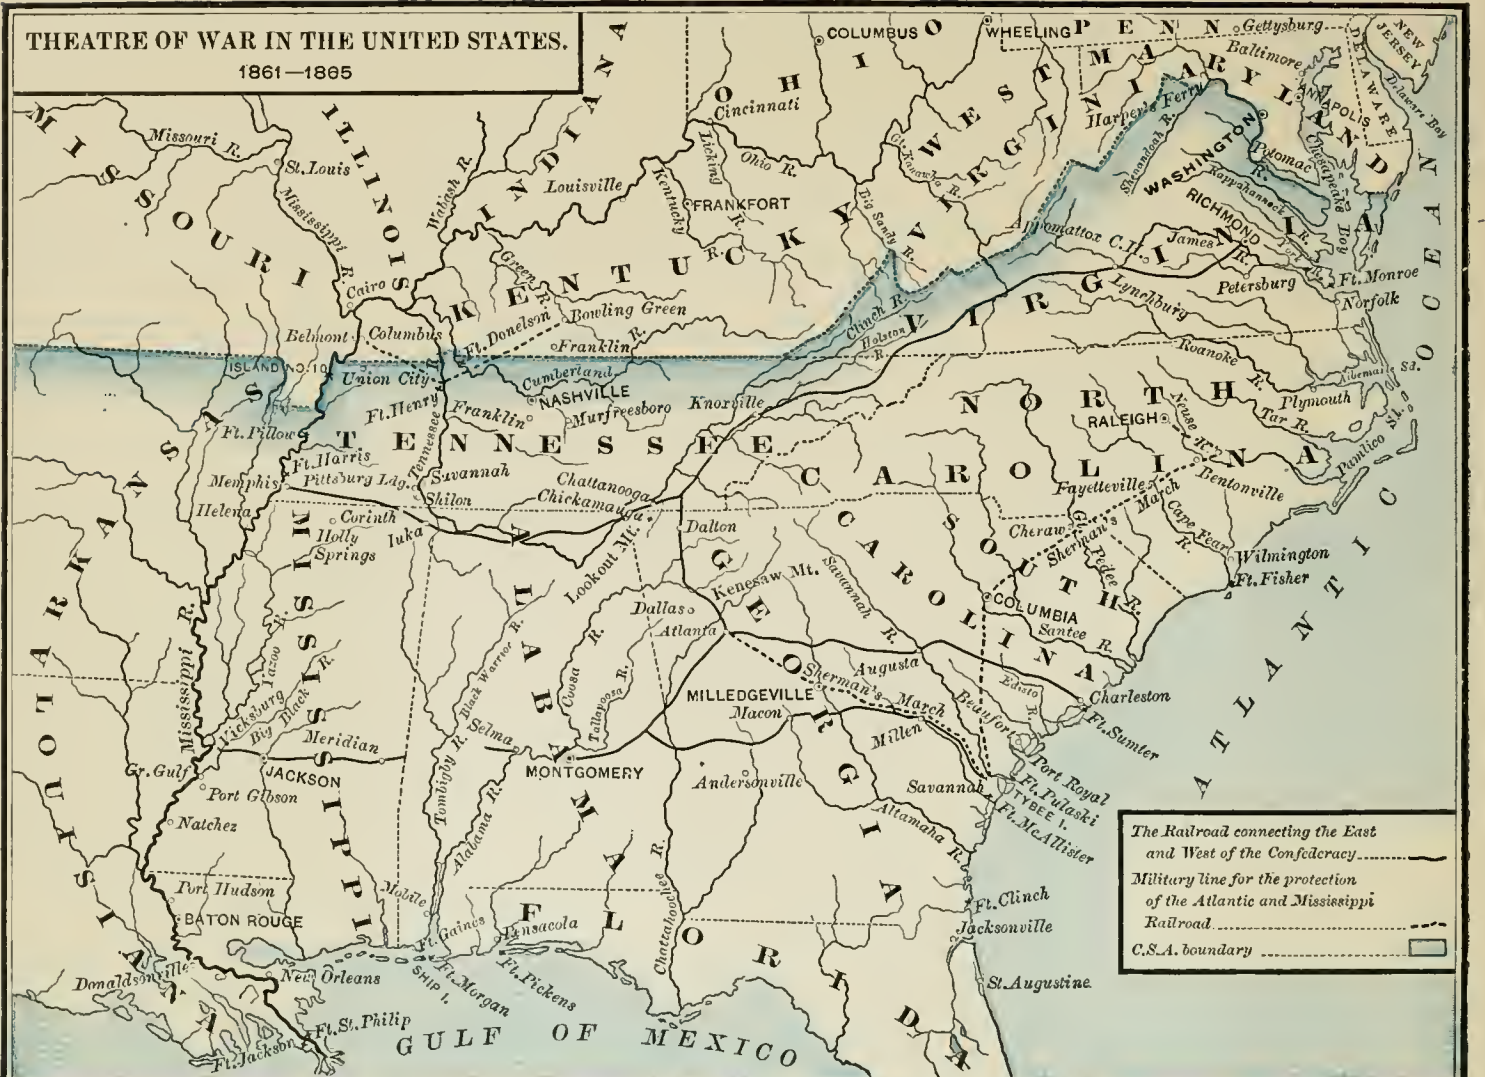 THEATRE OF WAR IN THE UNITED STATES.
1861—1865
MISSOURI
ILLINOIS
INDIANA
OHIO
WEST VIRGINIA
PENN
MARYLAND
DELAWARE
NEW JERSEY
KENTUCKY
VIRGINIA
TENNESSEE
NORTH CAROLINA
SOUTH CAROLINA
GEORGIA
ALABAMA
MISSISSIPPI
ARKANSAS
LOUISIANA
FLORIDA
ATLANTIC OCEAN
GULF OF MEXICO
COLUMBUS
WHEELING
Gettysburg
Baltimore
ANNAPOLIS
Delaware Bay
Chesapeake Bay
Harper's Ferry
WASHINGTON
Potomac R.
Shenandoah R.
Rappahannock R.
RICHMOND
York R.
James R.
Appomattox C.H.
Petersburg
Ft. Monroe
Norfolk
Lynchburg
Cincinnati
Licking R.
Ohio R.
Gt. Kanawha R.
Big Sandy R.
Kentucky R.
FRANKFORT
Louisville
Wabash R.
Missouri R.
St. Louis
Mississippi R.
Cairo
Green R.
Bowling Green
Belmont
Columbus
Ft. Donelson
Franklin
Clinch R.
Holston R.
ISLAND NO. 10
Union City
Cumberland R.
NASHVILLE
Ft. Henry
Franklin
Murfreesboro
Knoxville
Ft. Pillow
Tennessee R.
Ft. Harris
Memphis
Pittsburg Ldg.
Savannah
Shilon
Chattanooga
Chickamauga
Helena
Corinth
Holly Springs
Iuka
Lookout Mt.
Dalton
Roanoke R.
Albemarle Sd.
Plymouth
Tar R.
Pamlico Sd.
RALEIGH
Neuse R.
Bentonville
Fayetteville
Sherman's March
Cheraw
Cape Fear R.
Gt. Pedee R.
Wilmington
Ft. Fisher
COLUMBIA
Santee R.
Kenesaw Mt.
Savannah R.
Dallas
Atlanta
Augusta
Edisto R.
Charleston
Ft. Sumter
Beaufort
Port Royal
Sherman's March
MILLEDGEVILLE
Macon
Millen
Savannah
Ft. Pulaski
TYBEE I.
Ft. McAllister
Altamaha R.
Andersonville
Coosa R.
Tallapoosa R.
Black Warrior R.
Selma
MONTGOMERY
Tombigby R.
Alabama R.
Mississippi R.
Yazoo R.
Vicksburg
Big Black R.
Meridian
JACKSON
Gr. Gulf
Port Gibson
Natchez
Port Hudson
BATON ROUGE
Mobile
Ft. Gaines
Pensacola
Chattahoochee R.
Ft. Clinch
Jacksonville
St. Augustine
Donaldsonville
New Orleans
SHIP I.
Ft. Morgan
Ft. Pickens
Ft. St. Philip
Ft. Jackson
The Railroad connecting the East
and West of the Confederacy
Military line for the protection
of the Atlantic and Mississippi
Railroad
C.S.A. boundary